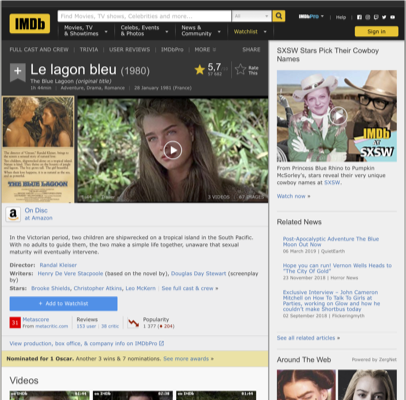 IMDb
Find Movies, TV Shows, Celebrities and more...
All
Movies, TV & Showtimes
Celebs, Events & Photos
News & Community
Watchlist
IMDbPro
Help
Sign in
FULL CAST AND CREW | TRIVIA | USER REVIEWS | IMDbPro | MORE
SHARE
+
Le lagon bleu (1980)
The Blue Lagoon (original title)
1h 44min | Adventure, Drama, Romance | 28 January 1981 (France)
5,7
Rate This
THE BLUE LAGOON
3 VIDEOS
67 IMAGES
On Disc
at Amazon
In the Victorian period, two children are shipwrecked on a tropical island in the South Pacific.
With no adults to guide them, the two make a simple life together, unaware that sexual
maturity will eventually intervene.
Director: Randal Kleiser
Writers: Henry De Vere Stacpoole (based on the novel by), Douglas Day Stewart (screenplay
by)
Stars: Brooke Shields, Christopher Atkins, Leo McKern | See full cast & crew »
+ Add to Watchlist
31
Metascore
From metacritic.com
Reviews
153 user | 38 critic
Popularity
1 377 ( 204)
View production, box office, & company info on IMDbPro
Nominated for 1 Oscar. Another 3 wins & 7 nominations. See more awards »
Videos
SXSW Stars Pick Their Cowboy
Names
IMDb
AT
SXSW
From Princess Blue Rhino to Pumpkin
McSorley's, stars reveal their very unique
cowboy names at SXSW.
Watch now »
Related News
Post-Apocalyptic Adventure The Blue
Moon Out Now
06 March 2019 | QuietEarth
Hope you can run! Vernon Wells Heads to
"The City Of Gold"
23 December 2018 | Horror News
Exclusive Interview – John Cameron
Mitchell on How To Talk To Girls at
Parties, working on Glow and how he
couldn't make Shortbus today
02 September 2018 | Pickeringnyltr
See all related articles »
Around The Web
Powered by ZergNet